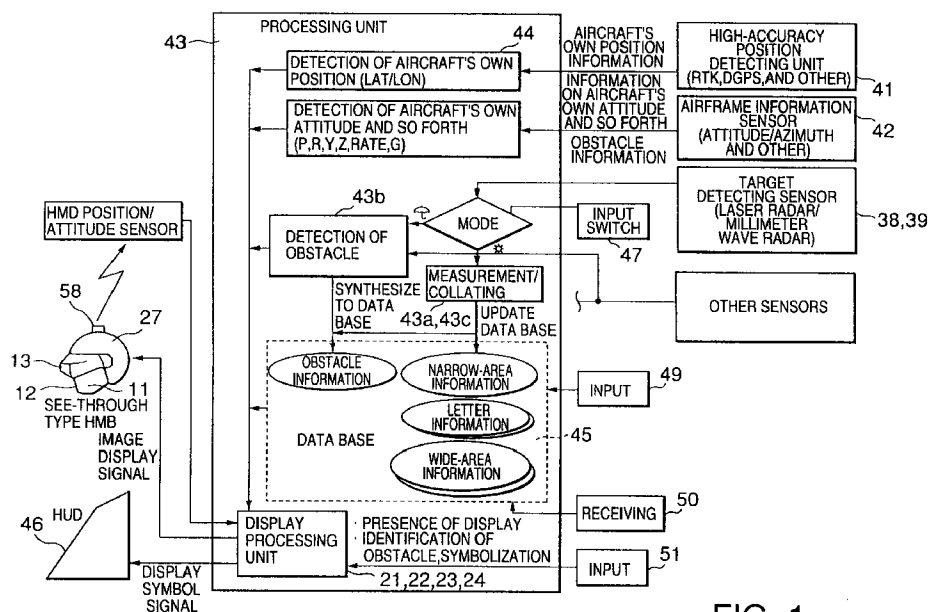 43
PROCESSING UNIT
44
DETECTION OF AIRCRAFT'S OWN
POSITION (LAT/LON)
DETECTION OF AIRCRAFT'S OWN
ATTITUDE AND SO FORTH
(P,R,Y,Z,RATE,G)
AIRCRAFT'S
OWN POSITION
INFORMATION
INFORMATION
ON AIRCRAFT'S
OWN ATTITUDE
AND SO FORTH
OBSTACLE
INFORMATION
HIGH-ACCURACY
POSITION
DETECTING UNIT
(RTK,DGPS,AND OTHER)
41
AIRFRAME INFORMATION
SENSOR
(ATTITUDE/AZIMUTH
AND OTHER)
42
TARGET
DETECTING SENSOR
(LASER RADAR/
MILLIMETER
WAVE RADAR)
38,39
OTHER SENSORS
43b
DETECTION OF
OBSTACLE
MODE
INPUT
SWITCH
47
MEASUREMENT/
COLLATING
43a,43c
SYNTHESIZE
TO DATA
BASE
UPDATE
DATA BASE
HMD POSITION/
ATTITUDE SENSOR
58
27
13
12
11
SEE-THROUGH
TYPE HMB
IMAGE
DISPLAY
SIGNAL
OBSTACLE
INFORMATION
NARROW-AREA
INFORMATION
LETTER
INFORMATION
WIDE-AREA
INFORMATION
DATA BASE
45
INPUT
49
RECEIVING
50
INPUT
51
HUD
46
DISPLAY
SYMBOL
SIGNAL
DISPLAY
PROCESSING
UNIT
· PRESENCE OF DISPLAY
· IDENTIFICATION OF
OBSTACLE,SYMBOLIZATION
21,22,23,24
FIG. 1